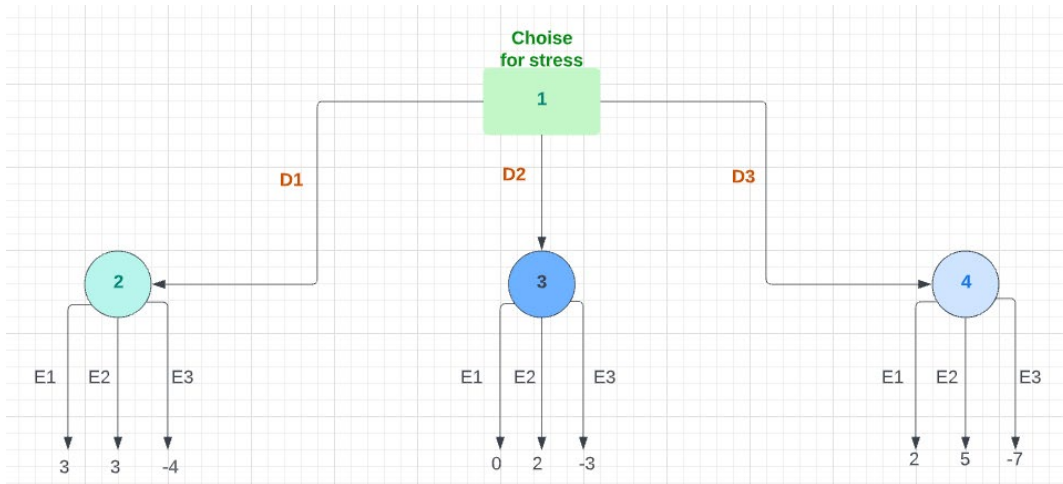 Choise
for stress
1
D1
D2
D3
2
3
4
E1 E2 E3
E1 E2 E3
E1 E2 E3
3 3 -4
0 2 -3
2 5 -7